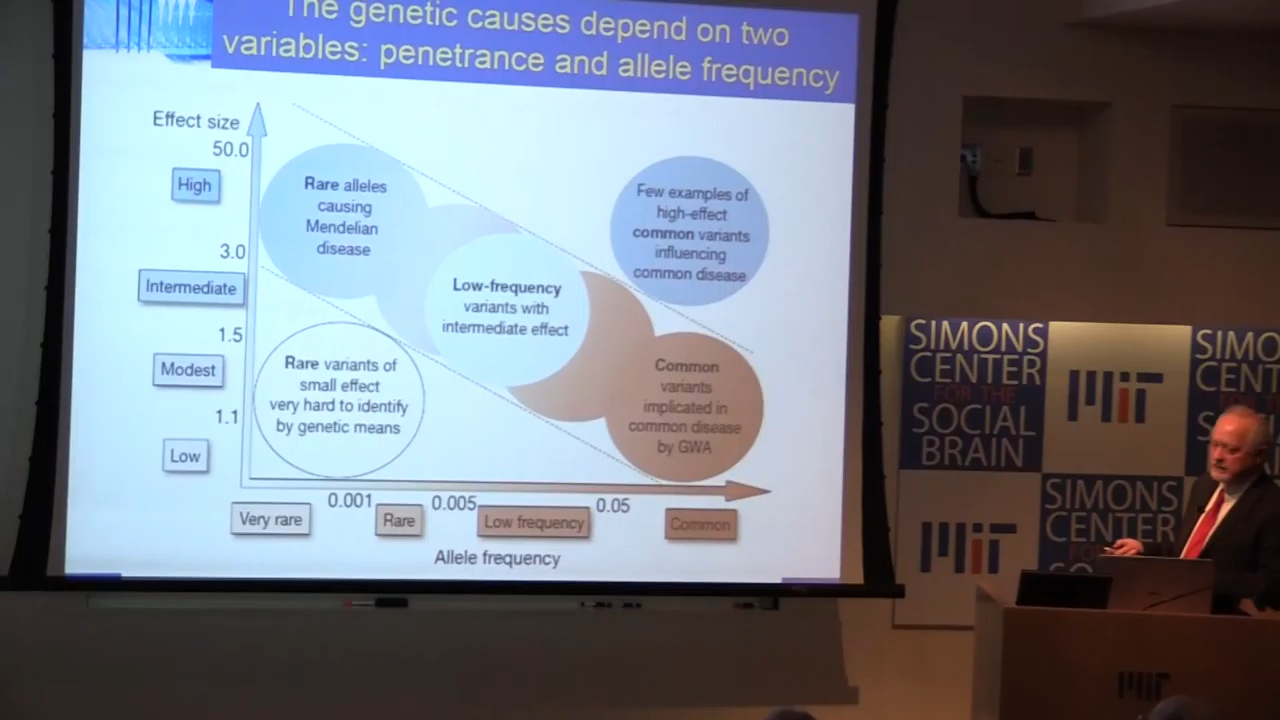 The genetic causes depend on two
variables: penetrance and allele frequency
Effect size
50.0
High
3.0
Intermediate
1.5
Modest
1.1
Low
Rare alleles
causing
Mendelian
disease
Few examples of
high-effect
common variants
influencing
common disease
Low-frequency
variants with
intermediate effect
Rare variants of
small effect
very hard to identify
by genetic means
Common
variants
implicated in
common disease
by GWA
0.001
0.005
0.05
Very rare
Rare
Low frequency
Common
Allele frequency
SIMONS
CENTER
FOR THE
SOCIAL
BRAIN
MIT
SIMO
CENT
MIT
SIMONS
CENTER
SO
MIT